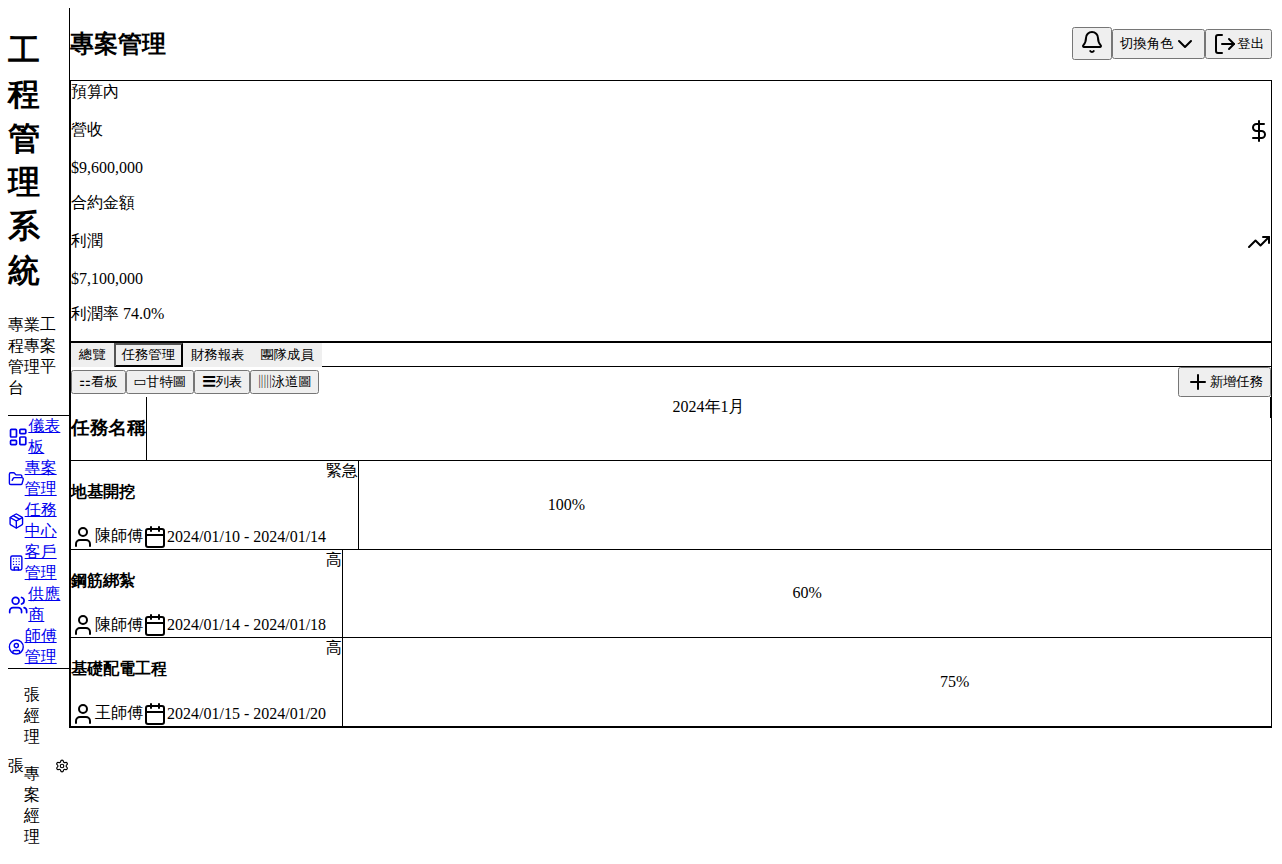 工
程
管
理
系
統
專業工
程專案
管理平
台
儀表
板
專案
管理
任務
中心
客戶
管理
供應
商
師傅
管理
張
經
理
張
專
案
經
理
專案管理
切換角色
登出
預算內
營收
$9,600,000
合約金額
利潤
$7,100,000
利潤率 74.0%
總覽 任務管理 財務報表 團隊成員
看板 甘特圖 列表 泳道圖 新增任務
任務名稱 2024年1月
緊急
地基開挖
100%
陳師傅 2024/01/10 - 2024/01/14
高
鋼筋綁紮
60%
陳師傅 2024/01/14 - 2024/01/18
高
基礎配電工程
75%
王師傅 2024/01/15 - 2024/01/20